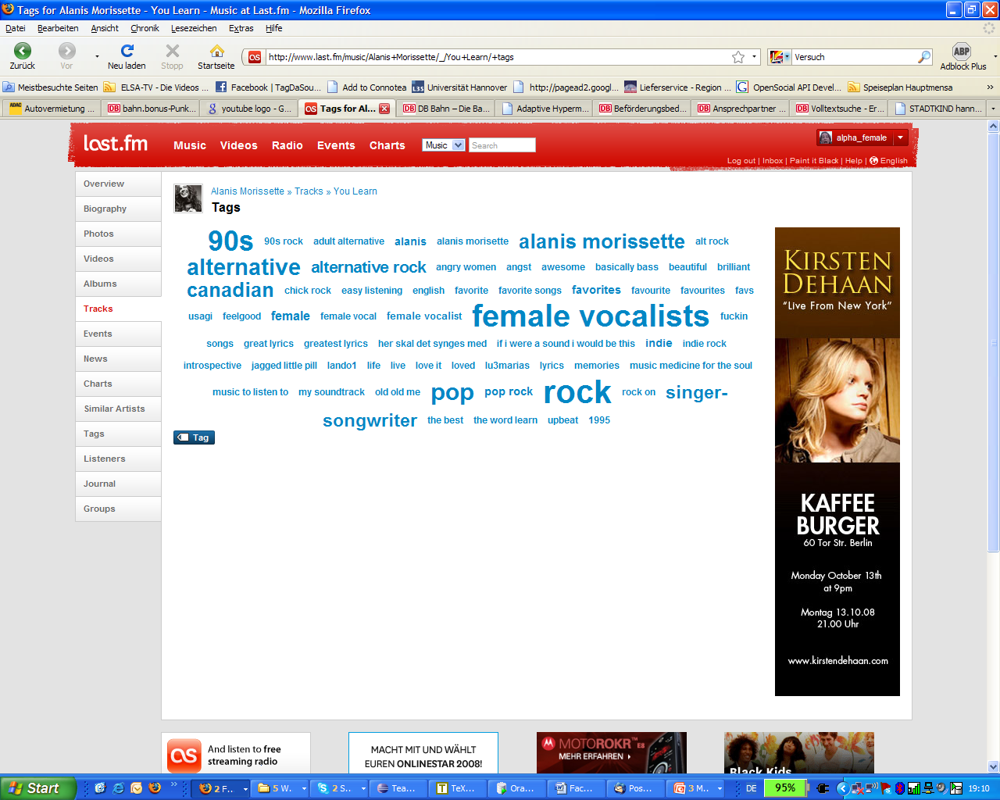 Tags for Alanis Morissette - You Learn - Music at Last.fm - Mozilla Firefox
Datei Bearbeiten Ansicht Chronik Lesezeichen Extras Hilfe
http://www.last.fm/music/Alanis+Morissette/_/You+Learn/+tags
Versuch
ABP
Zurück Vor Neu laden Stopp Startseite Adblock Plus
Meistbesuchte Seiten ELSA-TV - Die Videos ... Facebook | TagDaSou... Add to Connotea L3S Universität Hannover http://pagead2.googl... Lieferservice - Region ... OpenSocial API Devel... Speiseplan Hauptmensa
ADAC Autovermietung ... DB bahn.bonus-Punk... youtube logo - G... Tags for Al... DB DB Bahn – Die Ba... Adaptive Hyperm... DB Beförderungsbed... DB Ansprechpartner ... DB Volltextsuche - Er... STADTKIND hann...
last.fm Music Videos Radio Events Charts Music Search
alpha_female
Log out | Inbox | Paint it Black | Help | English
Overview
Biography
Photos
Videos
Albums
Tracks
Events
News
Charts
Similar Artists
Tags
Listeners
Journal
Groups
Alanis Morissette » Tracks » You Learn
Tags
90s 90s rock adult alternative alanis alanis morisette alanis morissette alt rock
alternative alternative rock angry women angst awesome basically bass beautiful brilliant
canadian chick rock easy listening english favorite favorite songs favorites favourite favourites favs
usagi feelgood female female vocal female vocalist female vocalists fuckin
songs great lyrics greatest lyrics her skal det synges med if i were a sound i would be this indie indie rock
introspective jagged little pill lando1 life live love it loved lu3marias lyrics memories music medicine for the soul
music to listen to my soundtrack old old me pop pop rock rock rock on singer-
songwriter the best the word learn upbeat 1995
Tag
KIRSTEN
DEHAAN
“Live From New York”
KAFFEE
BURGER
60 Tor Str. Berlin
Monday October 13th
at 9pm
Montag 13.10.08
21.00 Uhr
www.kirstendehaan.com
And listen to free
streaming radio
MACHT MIT UND WÄHLT
EUREN ONLINESTAR 2008!
MOTOROKR™ E8
MEHR ERFAHREN
Black Kids
Start 2 F... 5 W... 2 S... Tea... TeX... Ora... Fac... Pos... 3 M... DE 95% 19:10